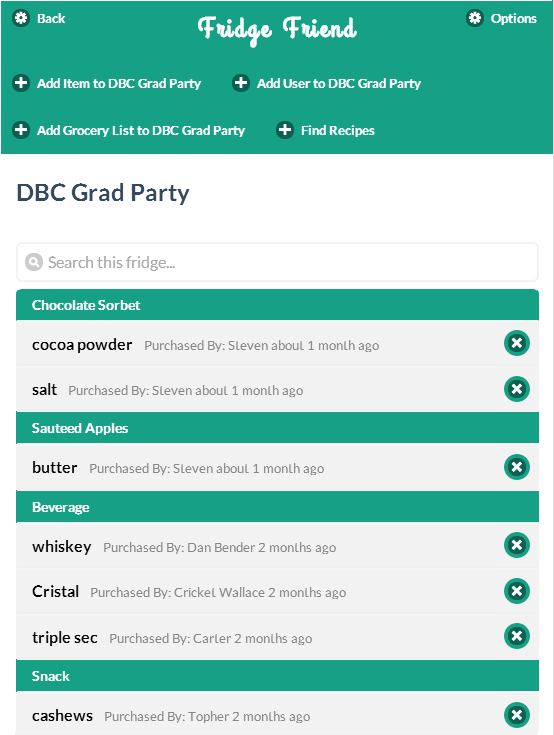 Back
Fridge Friend
Options
Add Item to DBC Grad Party
Add User to DBC Grad Party
Add Grocery List to DBC Grad Party
Find Recipes
DBC Grad Party
Search this fridge...
Chocolate Sorbet
cocoa powder Purchased By: Steven about 1 month ago
salt Purchased By: Steven about 1 month ago
Sauteed Apples
butter Purchased By: Steven about 1 month ago
Beverage
whiskey Purchased By: Dan Bender 2 months ago
Cristal Purchased By: Cricket Wallace 2 months ago
triple sec Purchased By: Carter 2 months ago
Snack
cashews Purchased By: Topher 2 months ago